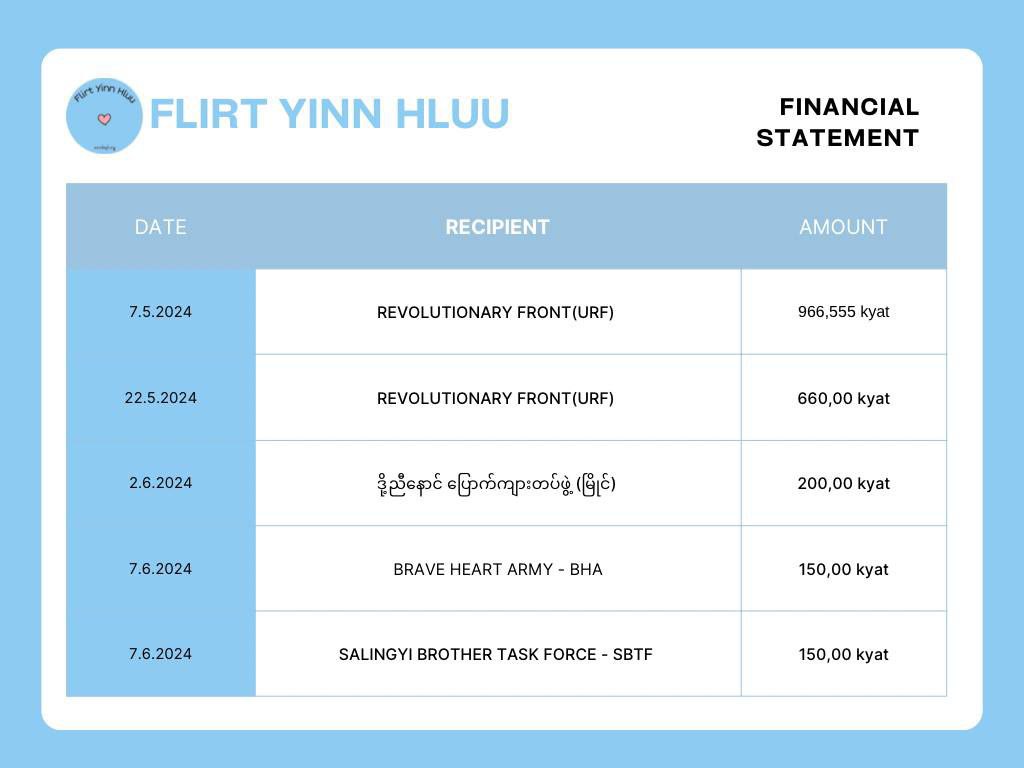 Flirt Yinn Hluu
FLIRT YINN HLUU
FINANCIAL
STATEMENT
DATE RECIPIENT AMOUNT
7.5.2024 REVOLUTIONARY FRONT(URF) 966,555 kyat
22.5.2024 REVOLUTIONARY FRONT(URF) 660,00 kyat
2.6.2024 ဒို့ညီနောင် ပြောက်ကျားတပ်ဖွဲ့ (မြိုင်) 200,00 kyat
7.6.2024 BRAVE HEART ARMY - BHA 150,00 kyat
7.6.2024 SALINGYI BROTHER TASK FORCE - SBTF 150,00 kyat